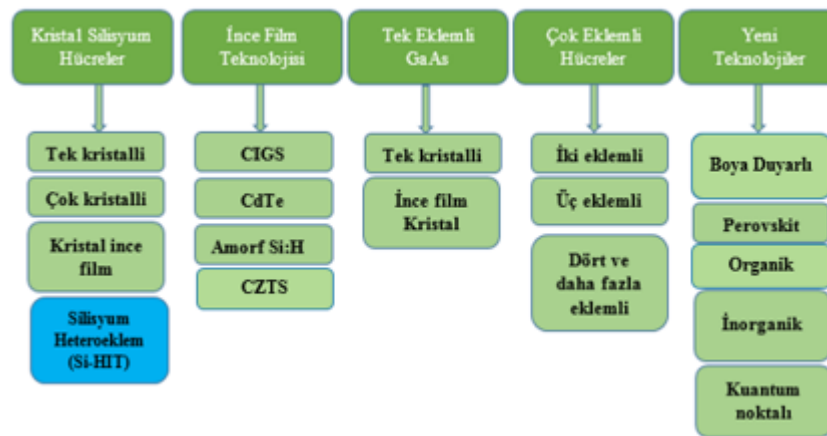 Kristal Silisyum
Hücreler
Tek kristalli
Çok kristalli
Kristal ince
film
Silisyum
Heteroeklem
(Si-HIT)
İnce Film
Teknolojisi
CIGS
CdTe
Amorf Si:H
CZTS
Tek Eklemli
GaAs
Tek kristalli
İnce film
Kristal
Çok Eklemli
Hücreler
İki eklemli
Üç eklemli
Dört ve
daha fazla
eklemli
Yeni
Teknolojiler
Boya Duyarlı
Perovskit
Organik
İnorganik
Kuantum
noktalı